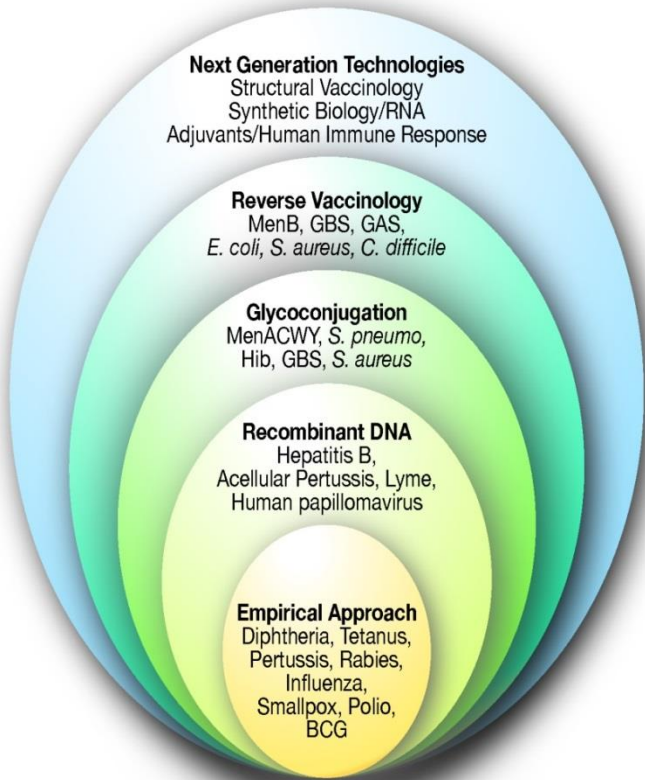 Next Generation Technologies
Structural Vaccinology
Synthetic Biology/RNA
Adjuvants/Human Immune Response
Reverse Vaccinology
MenB, GBS, GAS,
E. coli, S. aureus, C. difficile
Glycoconjugation
MenACWY, S. pneumo,
Hib, GBS, S. aureus
Recombinant DNA
Hepatitis B,
Acellular Pertussis, Lyme,
Human papillomavirus
Empirical Approach
Diphtheria, Tetanus,
Pertussis, Rabies,
Influenza,
Smallpox, Polio,
BCG